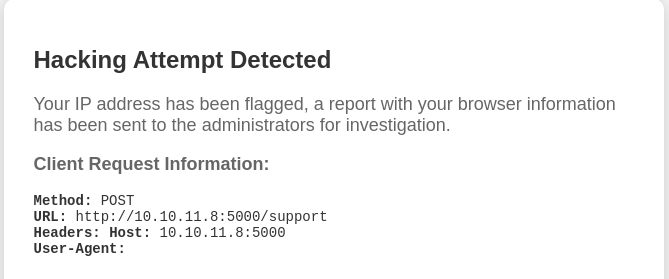 Hacking Attempt Detected
Your IP address has been flagged, a report with your browser information
has been sent to the administrators for investigation.
Client Request Information:
Method: POST
URL: http://10.10.11.8:5000/support
Headers: Host: 10.10.11.8:5000
User-Agent: